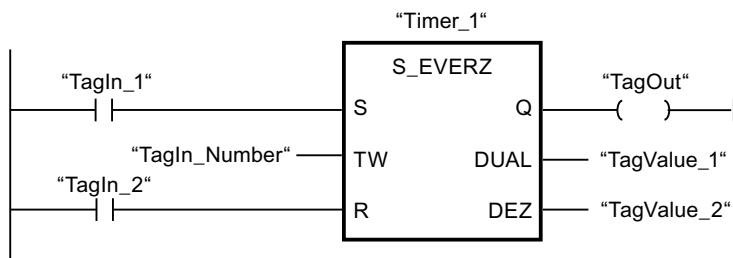 “Timer_1“
S_EVERZ
“TagIn_1“
“TagOut“
S
Q
“TagIn_Number“
TW
DUAL
“TagValue_1“
“TagIn_2“
R
DEZ
“TagValue_2“